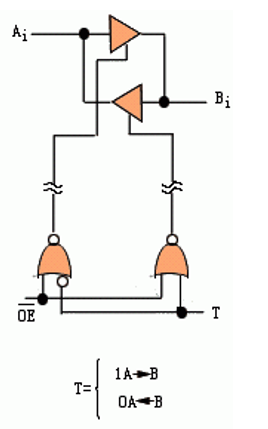 Ai
Bi
OE
T
T= { 1A→B
0A←B